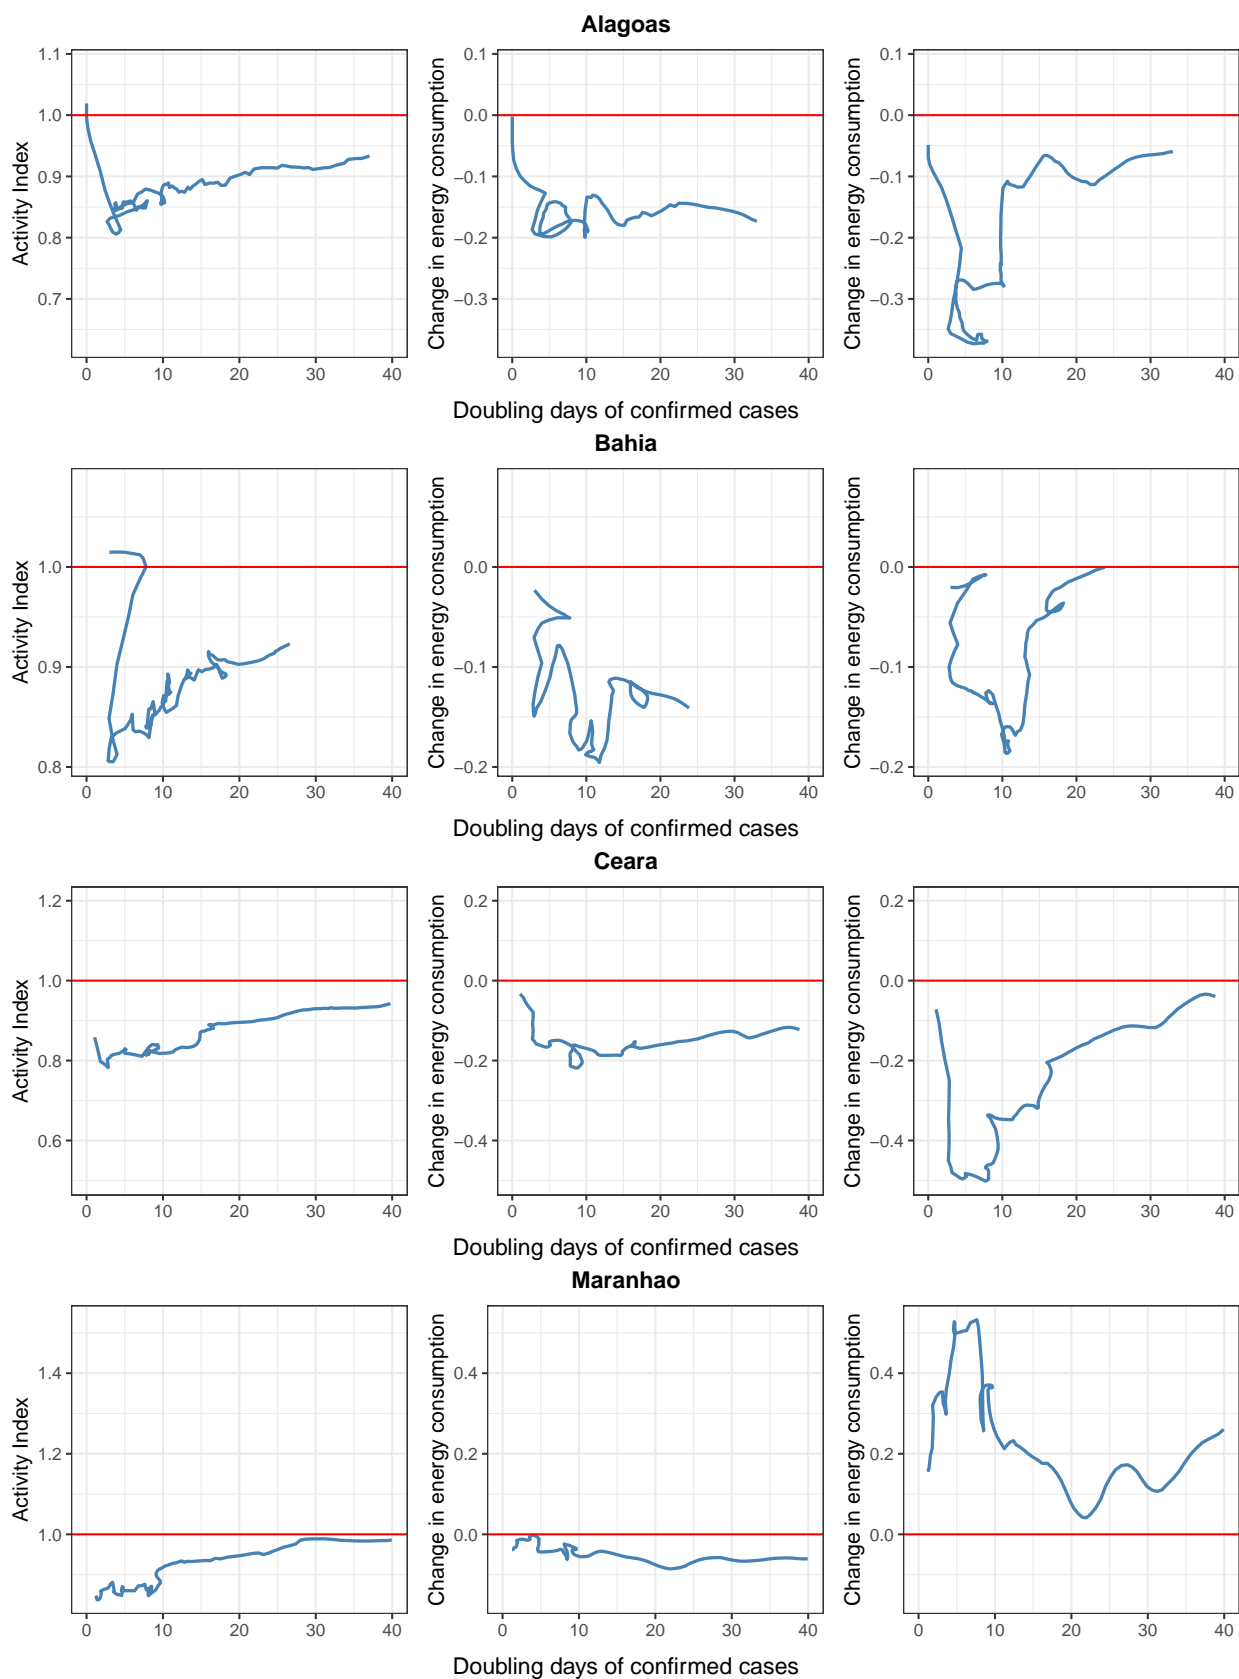 Alagoas
Activity Index
1.1
1.0
0.9
0.8
0.7
0 10 20 30 40
Change in energy consumption
0.1
0.0
−0.1
−0.2
−0.3
0 10 20 30 40
Change in energy consumption
0.1
0.0
−0.1
−0.2
−0.3
0 10 20 30 40
Doubling days of confirmed cases
Bahia
Activity Index
1.0
0.9
0.8
0 10 20 30 40
Change in energy consumption
0.0
−0.1
−0.2
0 10 20 30 40
Change in energy consumption
0.0
−0.1
−0.2
0 10 20 30 40
Doubling days of confirmed cases
Ceara
Activity Index
1.2
1.0
0.8
0.6
0 10 20 30 40
Change in energy consumption
0.2
0.0
−0.2
−0.4
0 10 20 30 40
Change in energy consumption
0.2
0.0
−0.2
−0.4
0 10 20 30 40
Doubling days of confirmed cases
Maranhao
Activity Index
1.4
1.2
1.0
0 10 20 30 40
Change in energy consumption
0.4
0.2
0.0
0 10 20 30 40
Change in energy consumption
0.4
0.2
0.0
0 10 20 30 40
Doubling days of confirmed cases